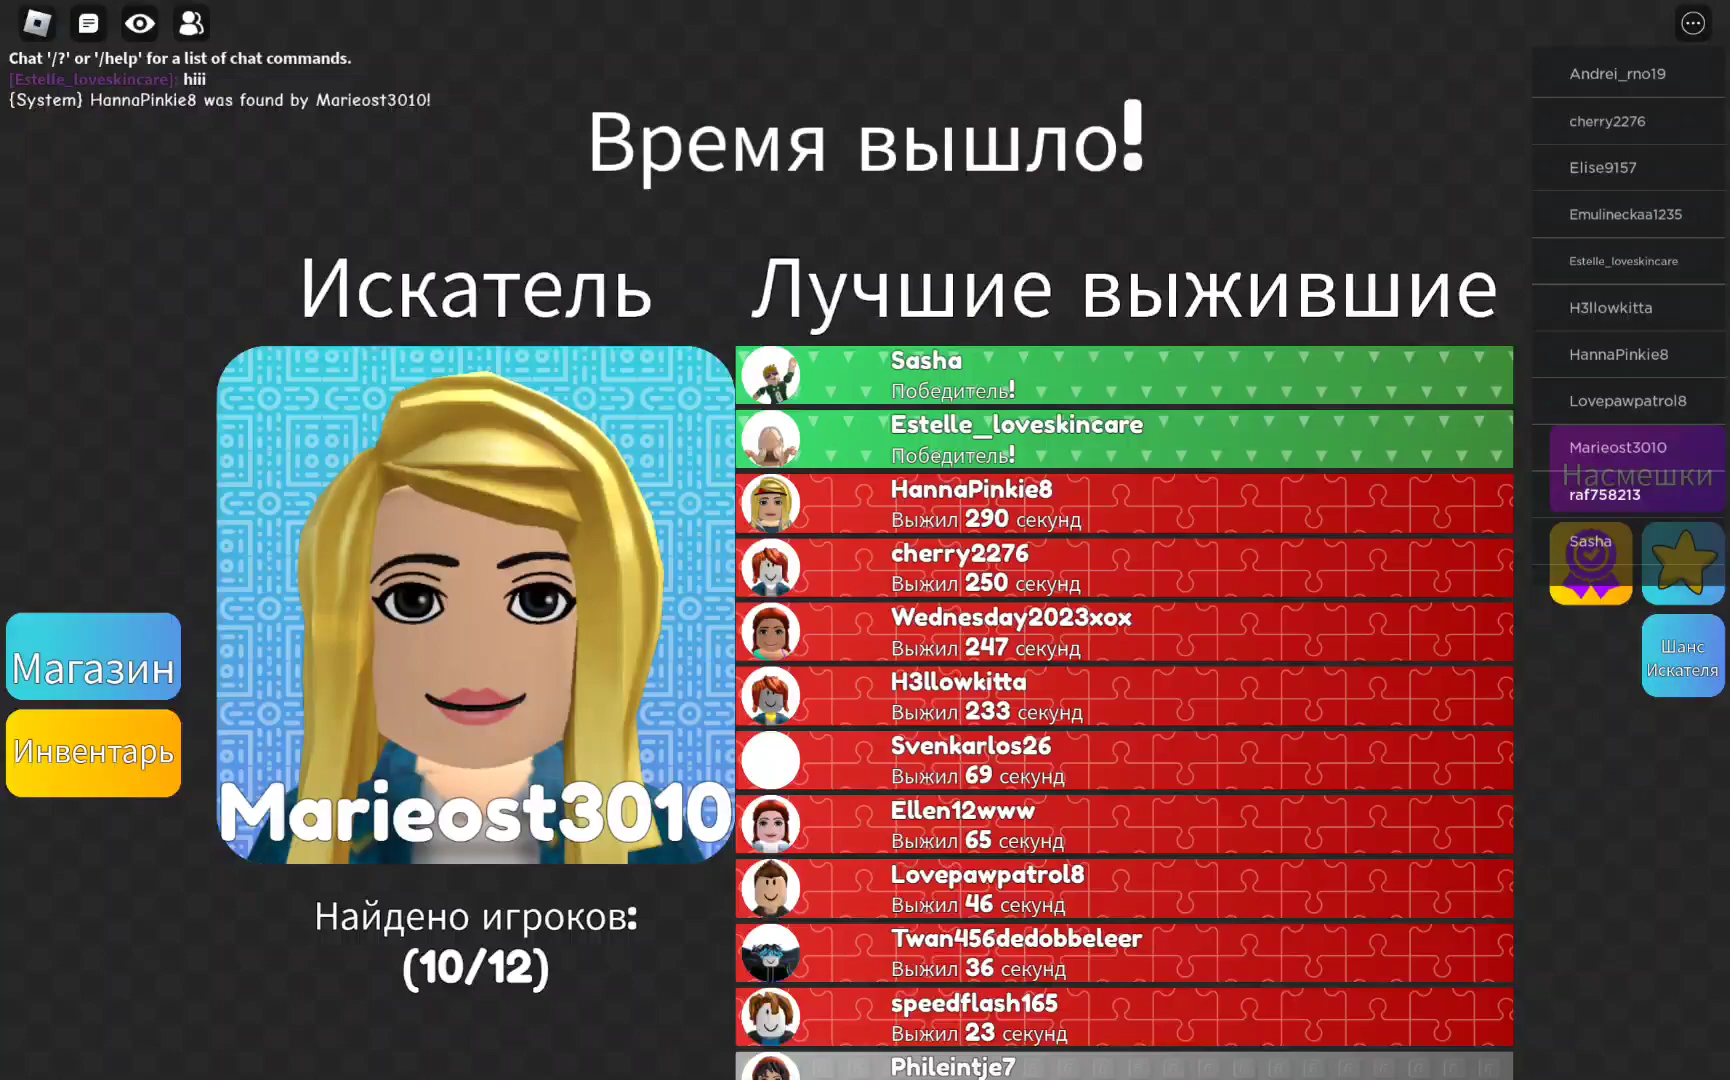 Chat '/?' or '/help' for a list of chat commands.
[Estelle_loveskincare]: hiii
{System} HannaPinkie8 was found by Marieost3010!
Время вышло!
Искатель
Marieost3010
Найдено игроков:
(10/12)
Лучшие выжившие
Sasha
Победитель!
Estelle_loveskincare
Победитель!
HannaPinkie8
Выжил 290 секунд
cherry2276
Выжил 250 секунд
Wednesday2023xox
Выжил 247 секунд
H3llowkitta
Выжил 233 секунд
Svenkarlos26
Выжил 69 секунд
Ellen12www
Выжил 65 секунд
Lovepawpatrol8
Выжил 46 секунд
Twan456dedobbeleer
Выжил 36 секунд
speedflash165
Выжил 23 секунд
Phileintje7
Магазин
Инвентарь
Andrei_rno19
cherry2276
Elise9157
Emulineckaa1235
Estelle_loveskincare
H3llowkitta
HannaPinkie8
Lovepawpatrol8
Marieost3010
Насмешки
raf758213
Sasha
Шанс
Искателя